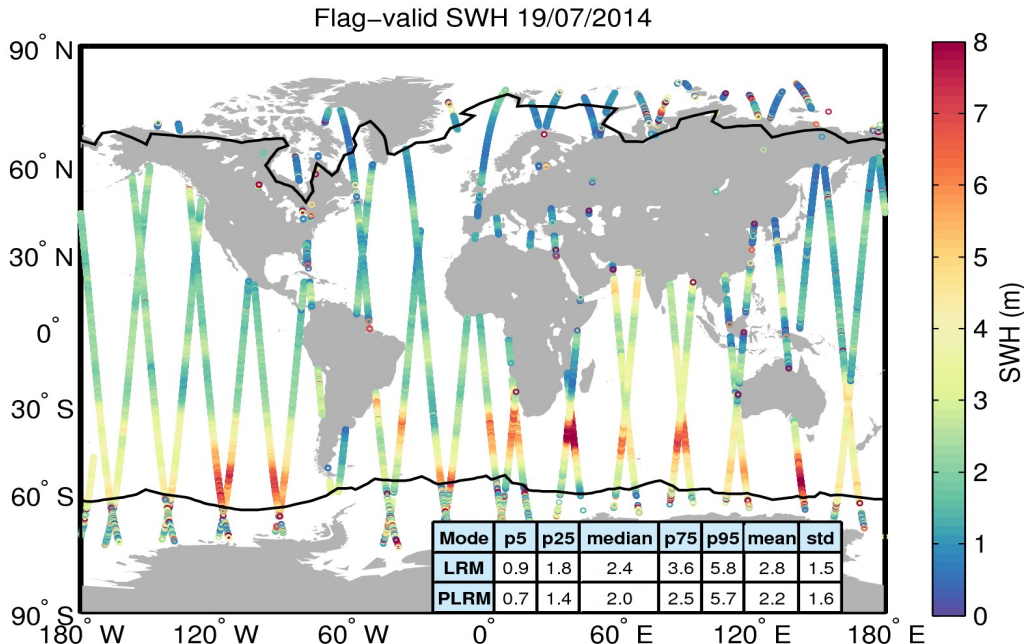 Flag−valid SWH 19/07/2014
90° N
60° N
30° N
0°
30° S
60° S
90° S
180° W 120° W 60° W 0° 60° E 120° E 180° E
Mode p5 p25 median p75 p95 mean std
LRM 0.9 1.8 2.4 3.6 5.8 2.8 1.5
PLRM 0.7 1.4 2.0 2.5 5.7 2.2 1.6
8
7
6
5
4
3
2
1
0
SWH (m)